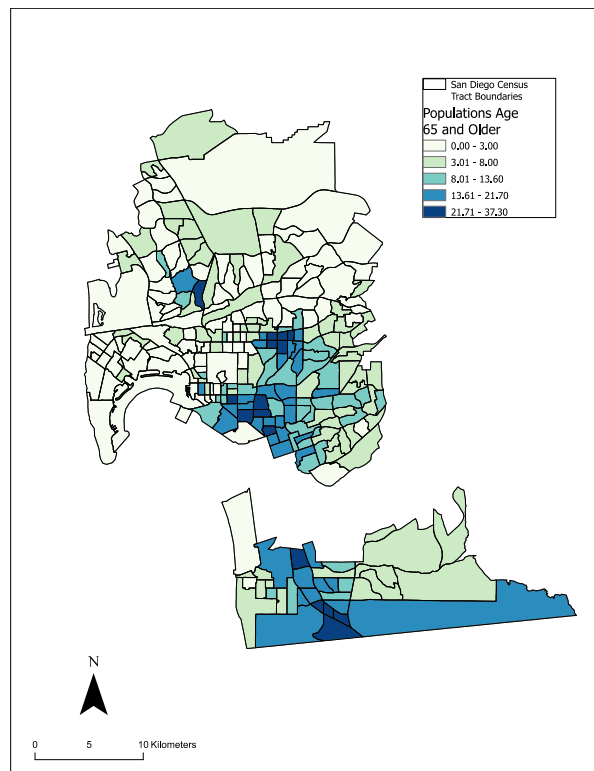 San Diego Census
Tract Boundaries
Populations Age
65 and Older
0.00 - 3.00
3.01 - 8.00
8.01 - 13.60
13.61 - 21.70
21.71 - 37.30
N
0 5 10 Kilometers